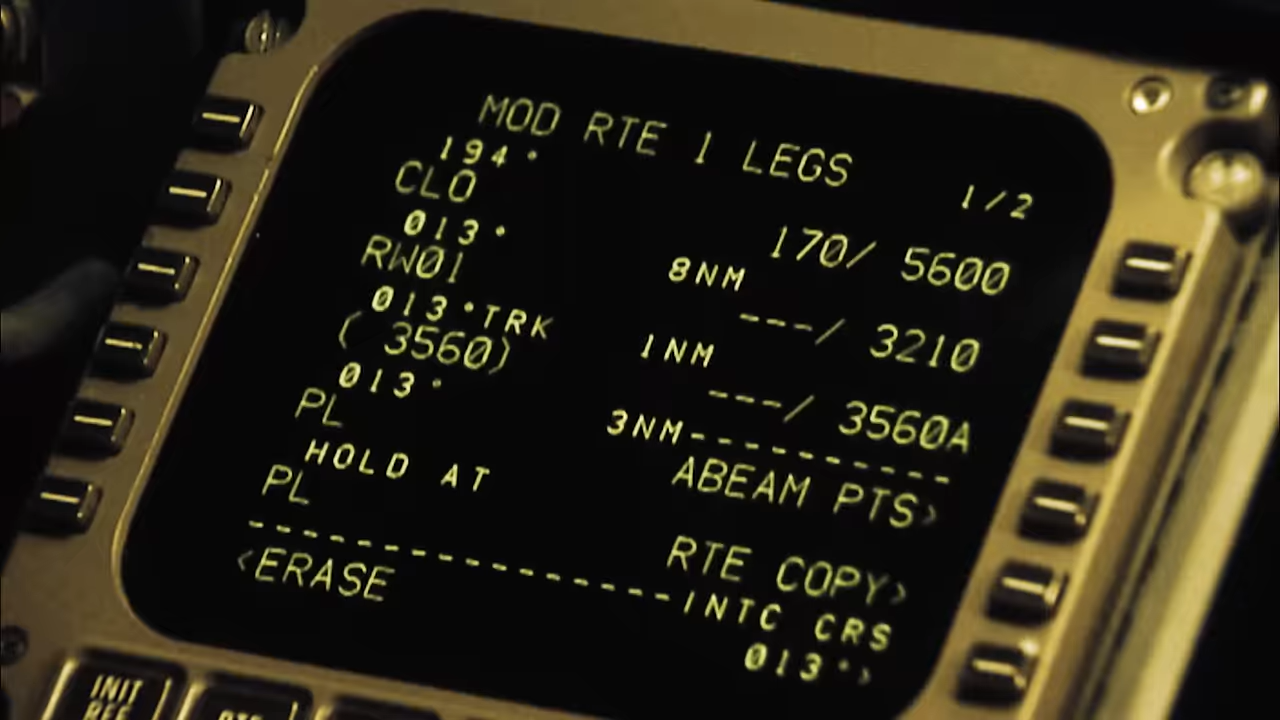 MOD RTE 1 LEGS 1/2
194°
CLO 170/ 5600
013° 8NM
RW01 ---/ 3210
013°TRK 1NM
( 3560) ---/ 3560A
013° 3NM----------
PL ABEAM PTS>
HOLD AT
PL RTE COPY>
----------------INTC CRS
<ERASE 013°>
INIT
REF